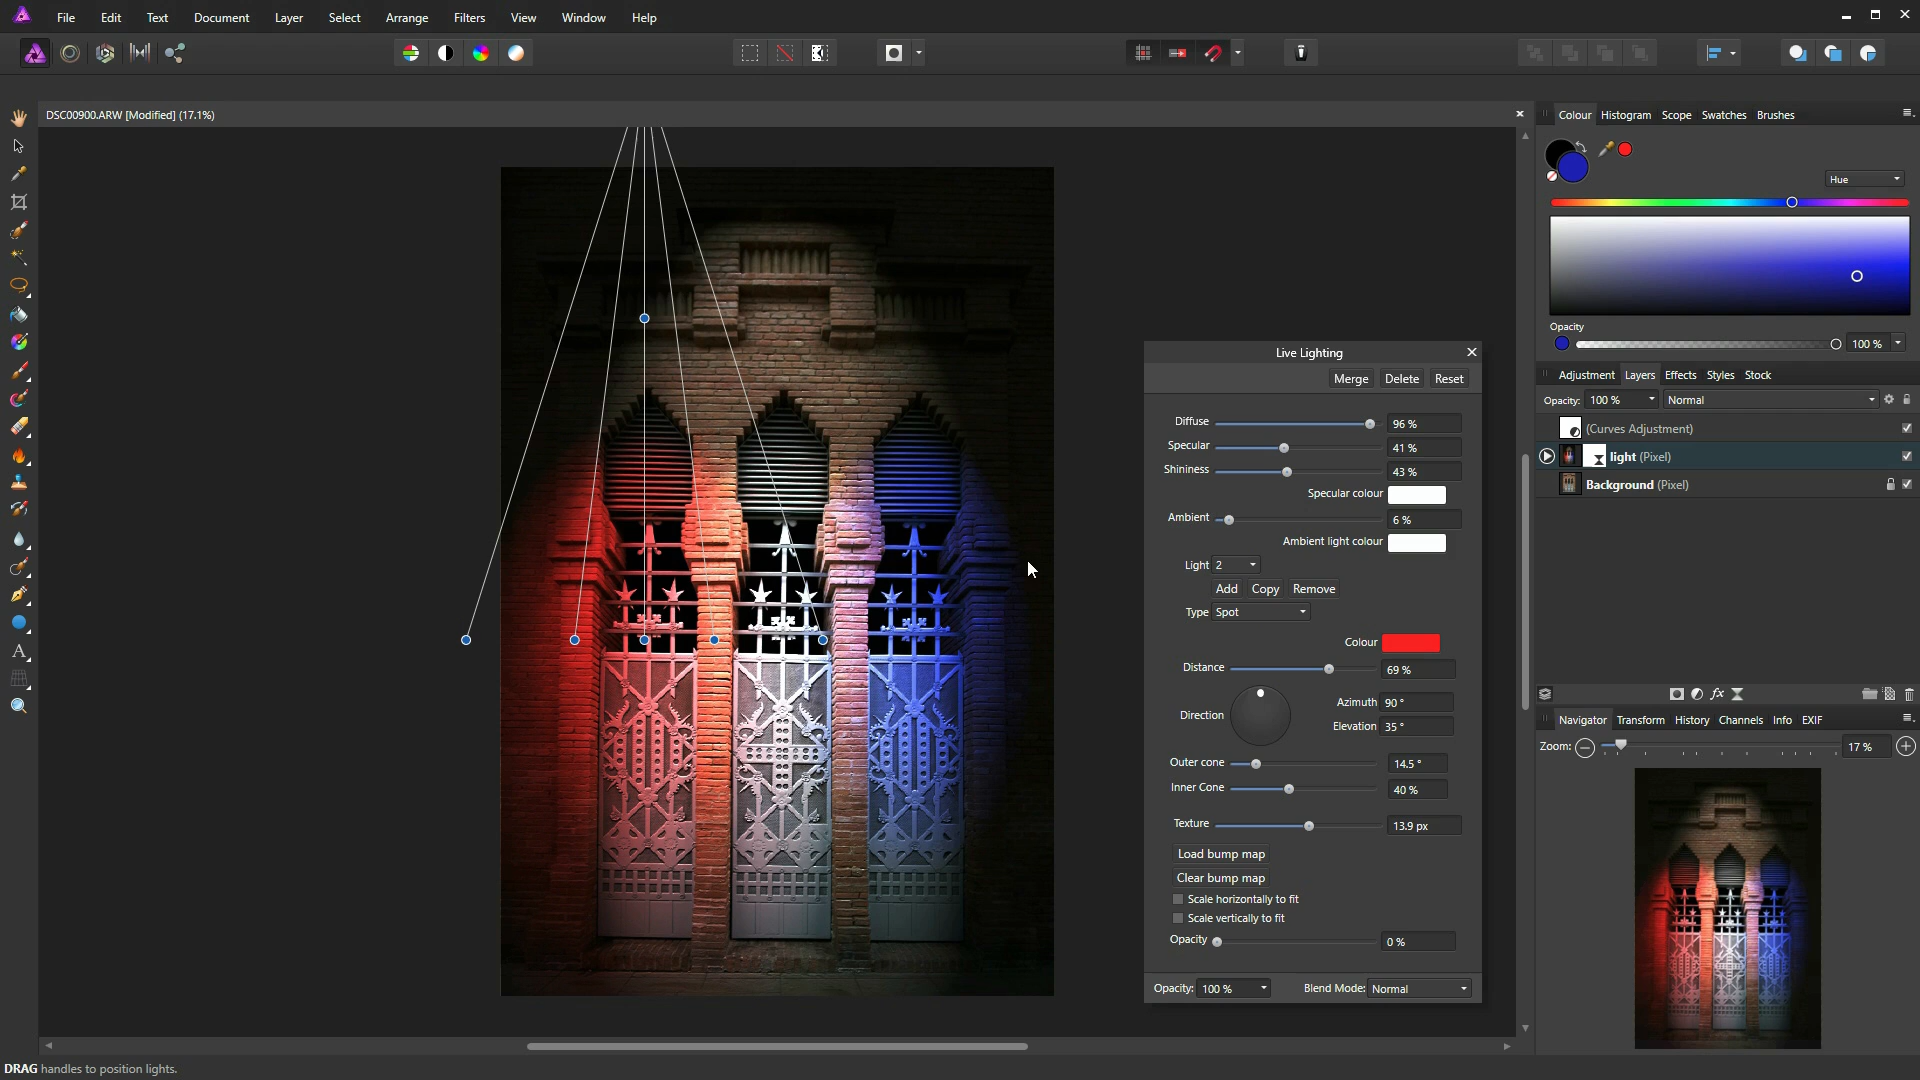 File Edit Text Document Layer Select Arrange Filters View Window Help
DSC00900.ARW [Modified] (17.1%)
Colour Histogram Scope Swatches Brushes
Hue
Opacity
100 %
Adjustment Layers Effects Styles Stock
Opacity: 100 % Normal
(Curves Adjustment)
light (Pixel)
Background (Pixel)
fx
Navigator Transform History Channels Info EXIF
Zoom: 17 %
Live Lighting
Merge Delete Reset
Diffuse 96 %
Specular 41 %
Shininess 43 %
Specular colour
Ambient 6 %
Ambient light colour
Light 2
Add Copy Remove
Type Spot
Colour
Distance 69 %
Direction
Azimuth 90 °
Elevation 35 °
Outer cone 14.5 °
Inner Cone 40 %
Texture 13.9 px
Load bump map
Clear bump map
Scale horizontally to fit
Scale vertically to fit
Opacity 0 %
Opacity: 100 % Blend Mode: Normal
DRAG handles to position lights.